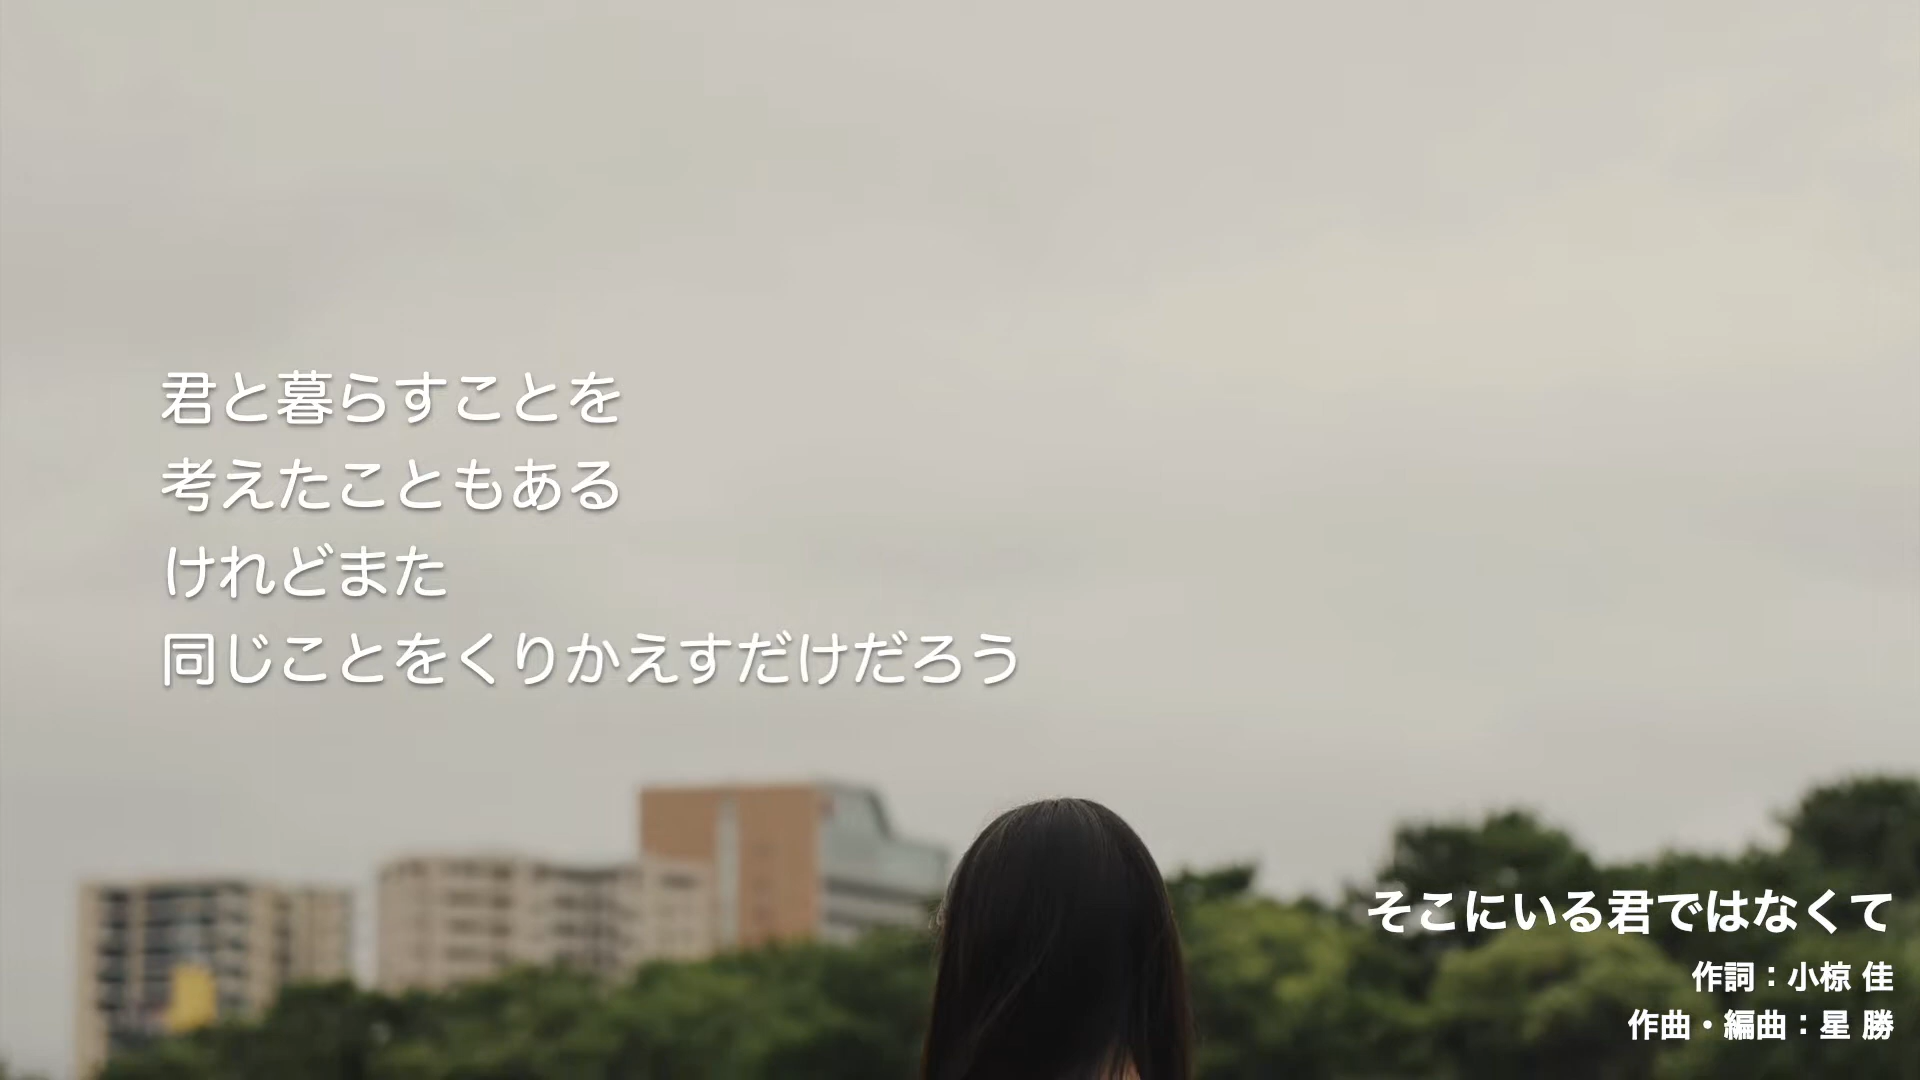 君と暮らすことを
考えたこともある
けれどまた
同じことをくりかえすだけだろう
そこにいる君ではなくて
作詞：小椋 佳
作曲・編曲：星 勝